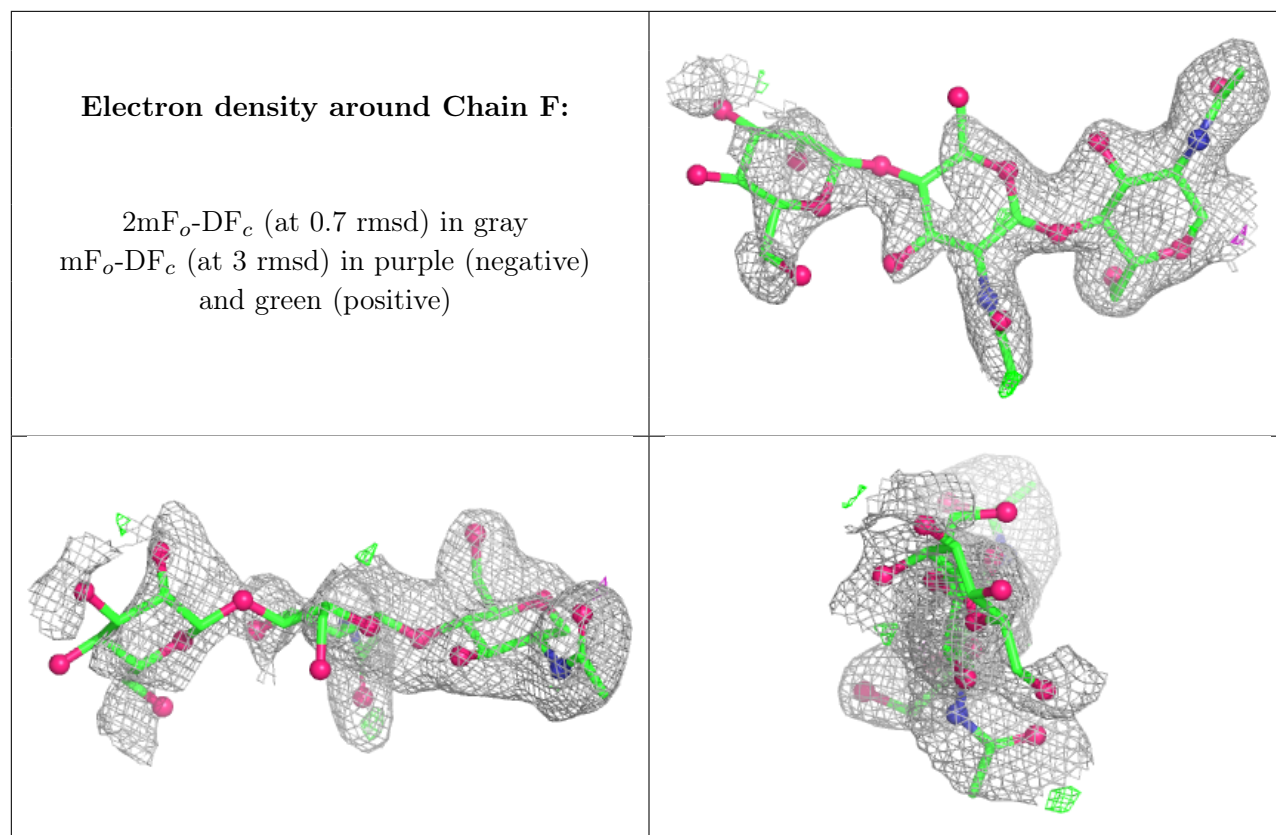 Electron density around Chain F:
2mFo-DFc (at 0.7 rmsd) in gray
mFo-DFc (at 3 rmsd) in purple (negative)
and green (positive)